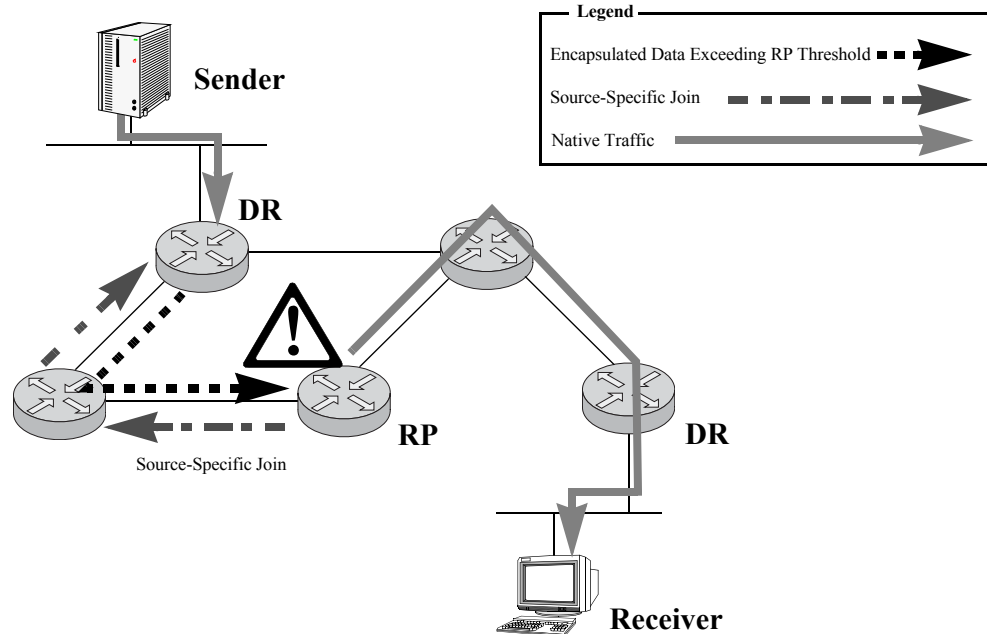 Legend
Encapsulated Data Exceeding RP Threshold
Source-Specific Join
Native Traffic
Sender
DR
RP
DR
Source-Specific Join
Receiver